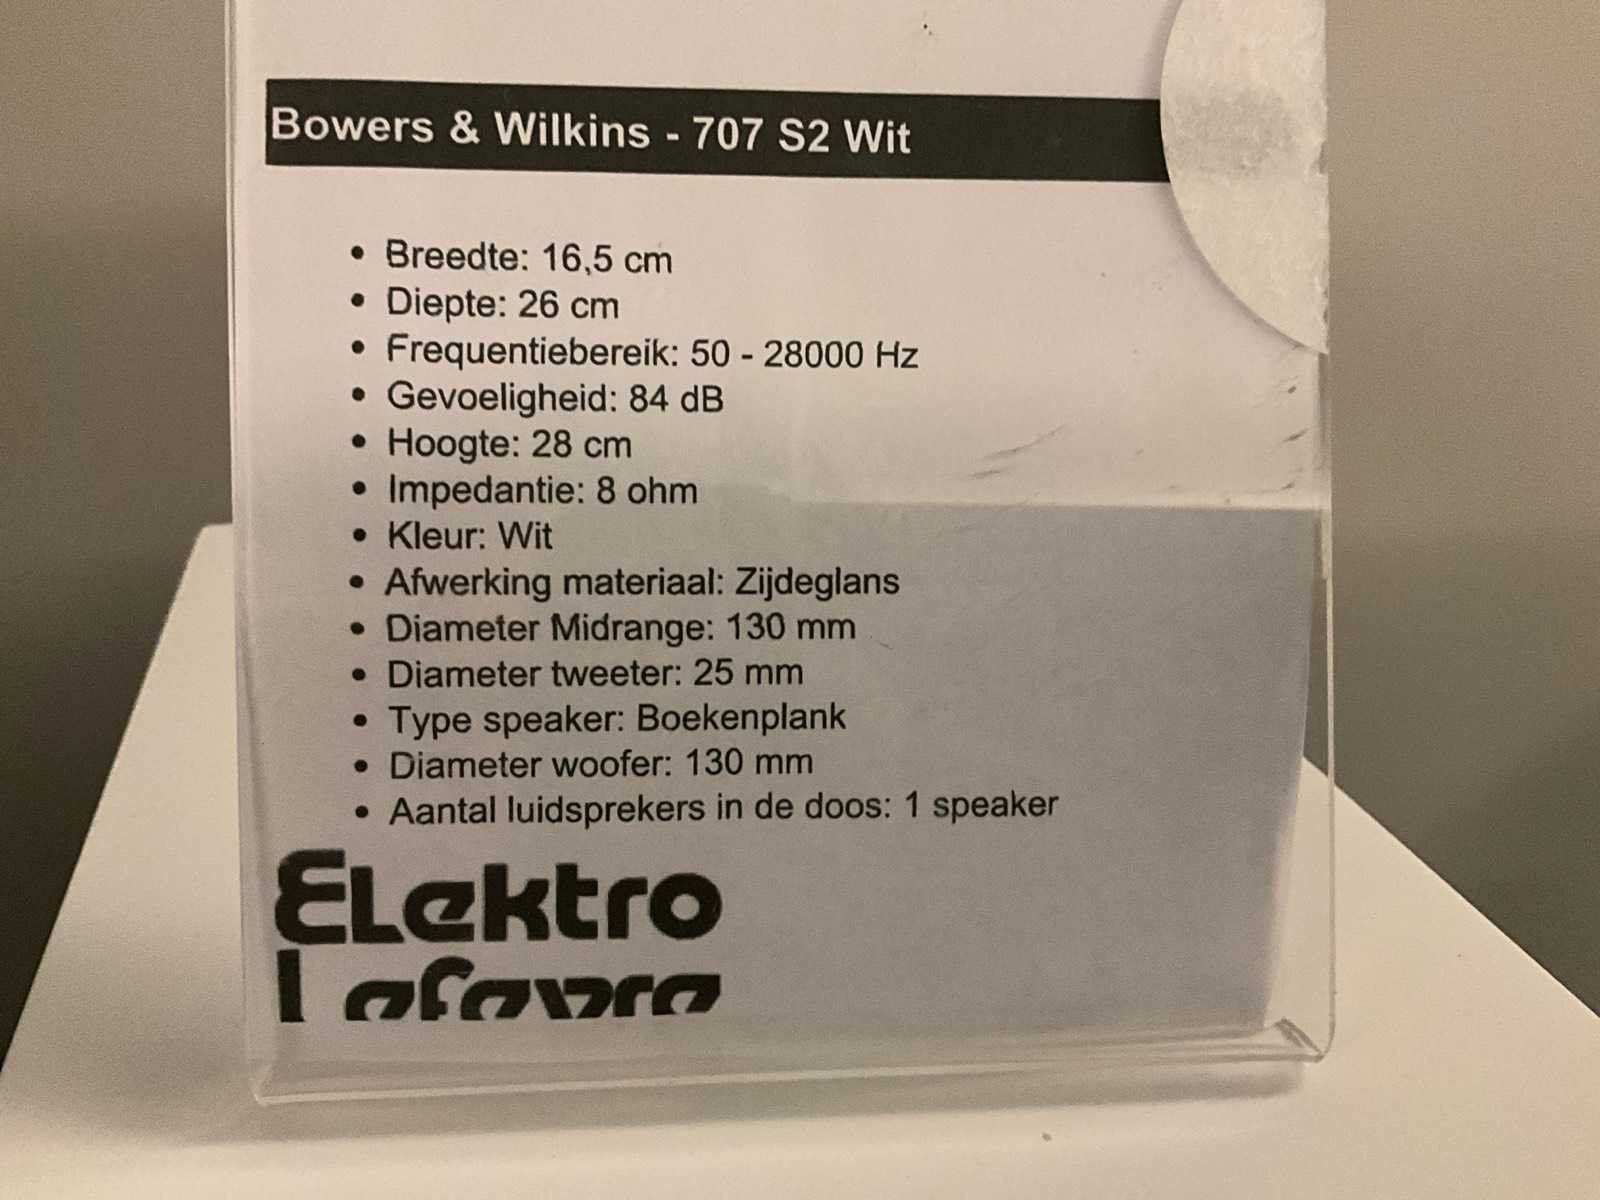 Bowers & Wilkins - 707 S2 Wit
• Breedte: 16,5 cm
• Diepte: 26 cm
• Frequentiebereik: 50 - 28000 Hz
• Gevoeligheid: 84 dB
• Hoogte: 28 cm
• Impedantie: 8 ohm
• Kleur: Wit
• Afwerking materiaal: Zijdeglans
• Diameter Midrange: 130 mm
• Diameter tweeter: 25 mm
• Type speaker: Boekenplank
• Diameter woofer: 130 mm
• Aantal luidsprekers in de doos: 1 speaker
ELektro